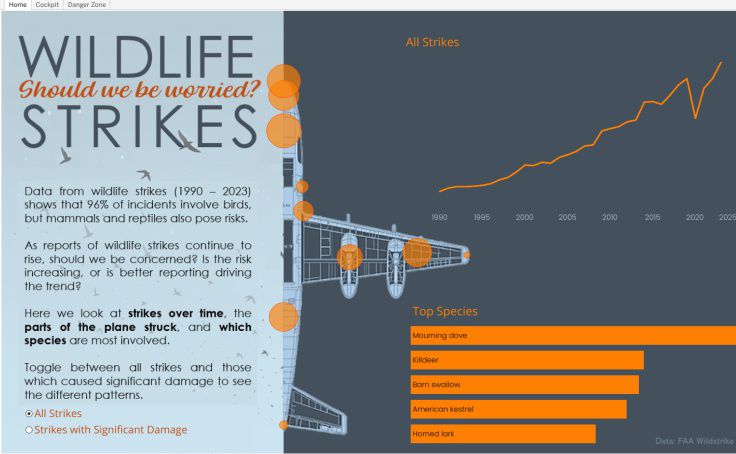 Home Cockpit Danger Zone
WILDLIFE
Should we be worried?
STRIKES
Data from wildlife strikes (1990 – 2023)
shows that 96% of incidents involve birds,
but mammals and reptiles also pose risks.
As reports of wildlife strikes continue to
rise, should we be concerned? Is the risk
increasing, or is better reporting driving
the trend?
Here we look at strikes over time, the
parts of the plane struck, and which
species are most involved.
Toggle between all strikes and those
which caused significant damage to see
the different patterns.
All Strikes
Strikes with Significant Damage
All Strikes
1990 1995 2000 2005 2010 2015 2020 2025
Top Species
Mourning dove
Killdeer
Barn swallow
American kestrel
Horned lark
Data: FAA Wildstrike